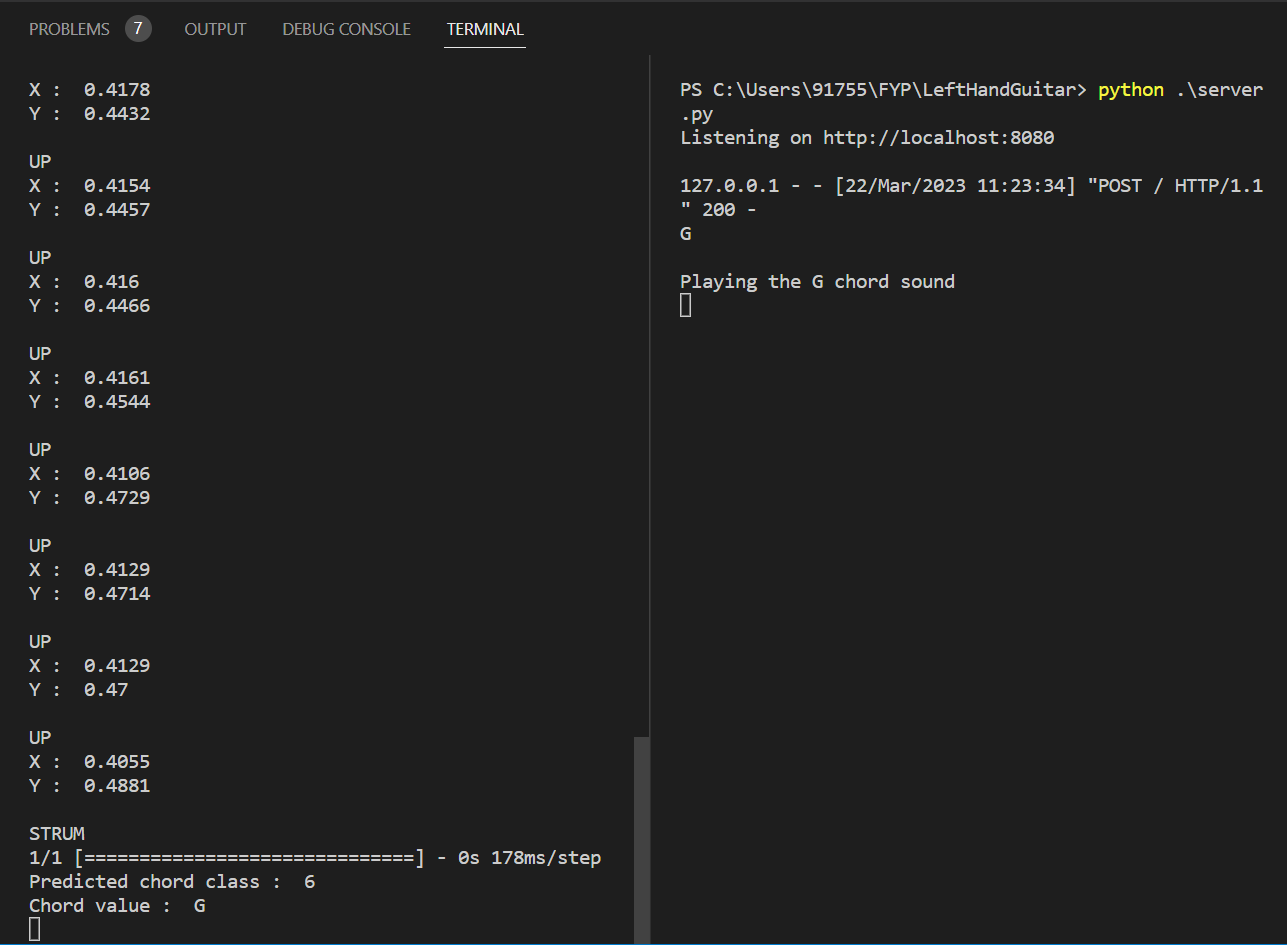 PROBLEMS 7 OUTPUT DEBUG CONSOLE TERMINAL
X :  0.4178
Y :  0.4432
UP
X :  0.4154
Y :  0.4457
UP
X :  0.416
Y :  0.4466
UP
X :  0.4161
Y :  0.4544
UP
X :  0.4106
Y :  0.4729
UP
X :  0.4129
Y :  0.4714
UP
X :  0.4129
Y :  0.47
UP
X :  0.4055
Y :  0.4881
STRUM
1/1 [==============================] - 0s 178ms/step
Predicted chord class :  6
Chord value :  G
PS C:\Users\91755\FYP\LeftHandGuitar> python .\server
.py
Listening on http://localhost:8080
127.0.0.1 - - [22/Mar/2023 11:23:34] "POST / HTTP/1.1
" 200 -
G
Playing the G chord sound